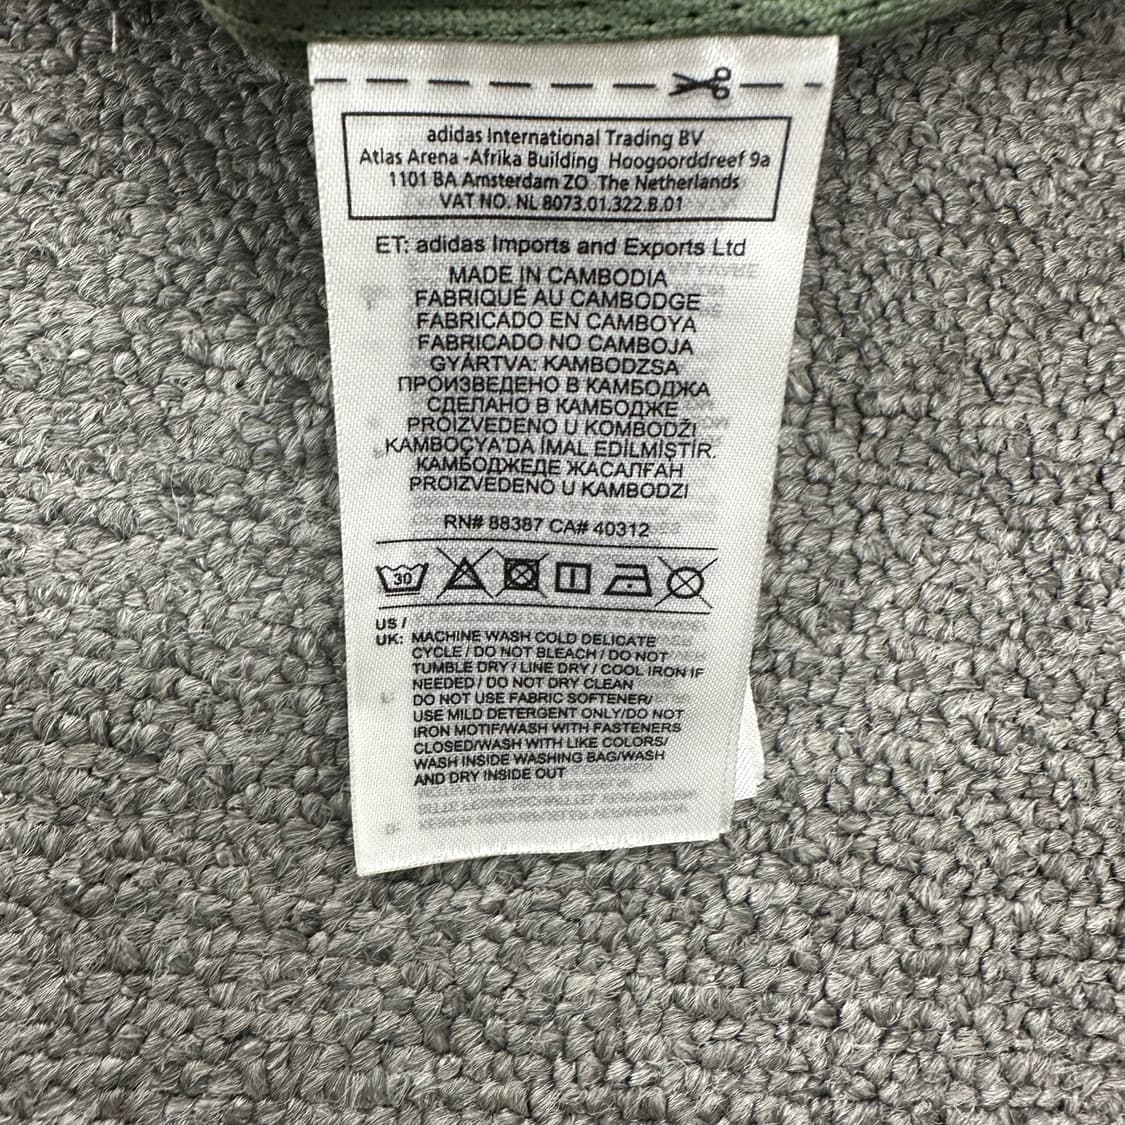 adidas International Trading BV
Atlas Arena -Afrika Building Hoogoorddreef 9a
1101 BA Amsterdam ZO The Netherlands
VAT NO. NL 8073.01.322.B.01
ET: adidas Imports and Exports Ltd
MADE IN CAMBODIA
FABRIQUÉ AU CAMBODGE
FABRICADO EN CAMBOYA
FABRICADO NO CAMBOJA
GYÁRTVA: KAMBODZSA
ПРОИЗВЕДЕНО В КАМБОДЖА
СДЕЛАНО В КАМБОДЖЕ
PROIZVEDENO U KOMBODŽI
KAMBOÇYA'DA İMAL EDİLMİŞTİR.
КАМБОДЖЕДЕ ЖАСАЛҒАН
PROIZVEDENO U KAMBODZI
RN# 88387 CA# 40312
30
US /
UK: MACHINE WASH COLD DELICATE
CYCLE / DO NOT BLEACH / DO NOT
TUMBLE DRY / LINE DRY / COOL IRON IF
NEEDED / DO NOT DRY CLEAN
DO NOT USE FABRIC SOFTENER/
USE MILD DETERGENT ONLY/DO NOT
IRON MOTIF/WASH WITH FASTENERS
CLOSED/WASH WITH LIKE COLORS/
WASH INSIDE WASHING BAG/WASH
AND DRY INSIDE OUT